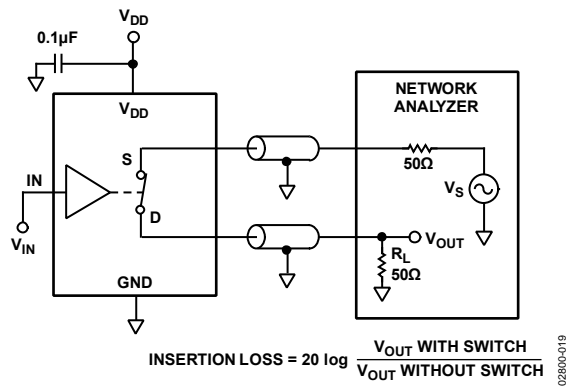 VDD
0.1µF
VDD
NETWORK
ANALYZER
S
50Ω
VS
IN
D
VIN
VOUT
RL
50Ω
GND
INSERTION LOSS = 20 log VOUT WITH SWITCH
VOUT WITHOUT SWITCH
02800-019